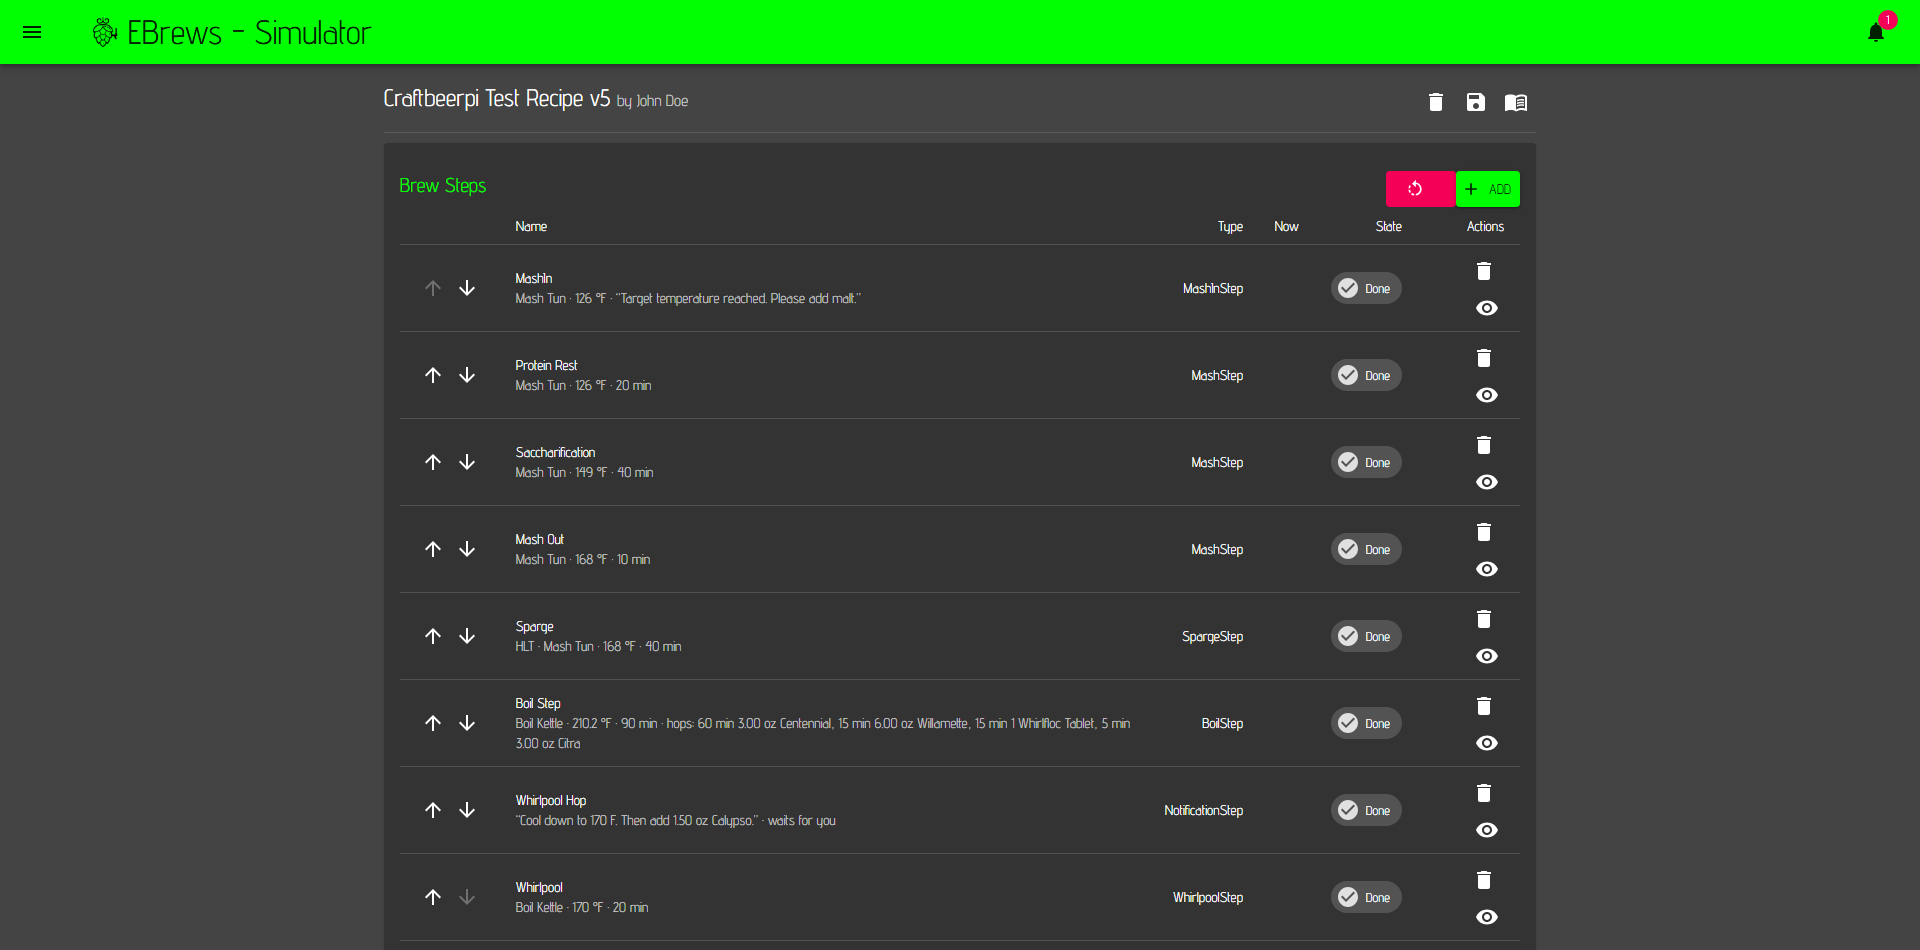 EBrews - Simulator
1
Craftbeerpi Test Recipe v5 by John Doe
Brew Steps
ADD
Name Type Now State Actions
MashIn
Mash Tun · 126 °F · "Target temperature reached. Please add malt."
MashInStep
Done
Protein Rest
Mash Tun · 126 °F · 20 min
MashStep
Done
Saccharification
Mash Tun · 149 °F · 40 min
MashStep
Done
Mash Out
Mash Tun · 168 °F · 10 min
MashStep
Done
Sparge
HLT · Mash Tun · 168 °F · 40 min
SpargeStep
Done
Boil Step
Boil Kettle · 210.2 °F · 90 min · hops: 60 min 3.00 oz Centennial, 15 min 6.00 oz Willamette, 15 min 1 Whirlfloc Tablet, 5 min
3.00 oz Citra
BoilStep
Done
Whirlpool Hop
"Cool down to 170 F. Then add 1.50 oz Calypso." · waits for you
NotificationStep
Done
Whirlpool
Boil Kettle · 170 °F · 20 min
WhirlpoolStep
Done